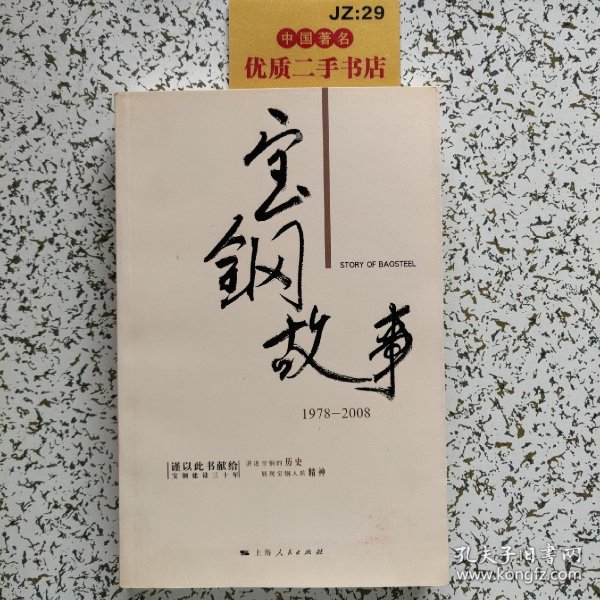 JZ:29
中国著名
优质二手书店
宝钢故事
STORY OF BAOSTEEL
1978-2008
谨以此书献给
宝钢建设三十年
讲述宝钢的历史
展现宝钢人的精神
上海人民出版社
孔夫子旧书网
www.kongfz.com